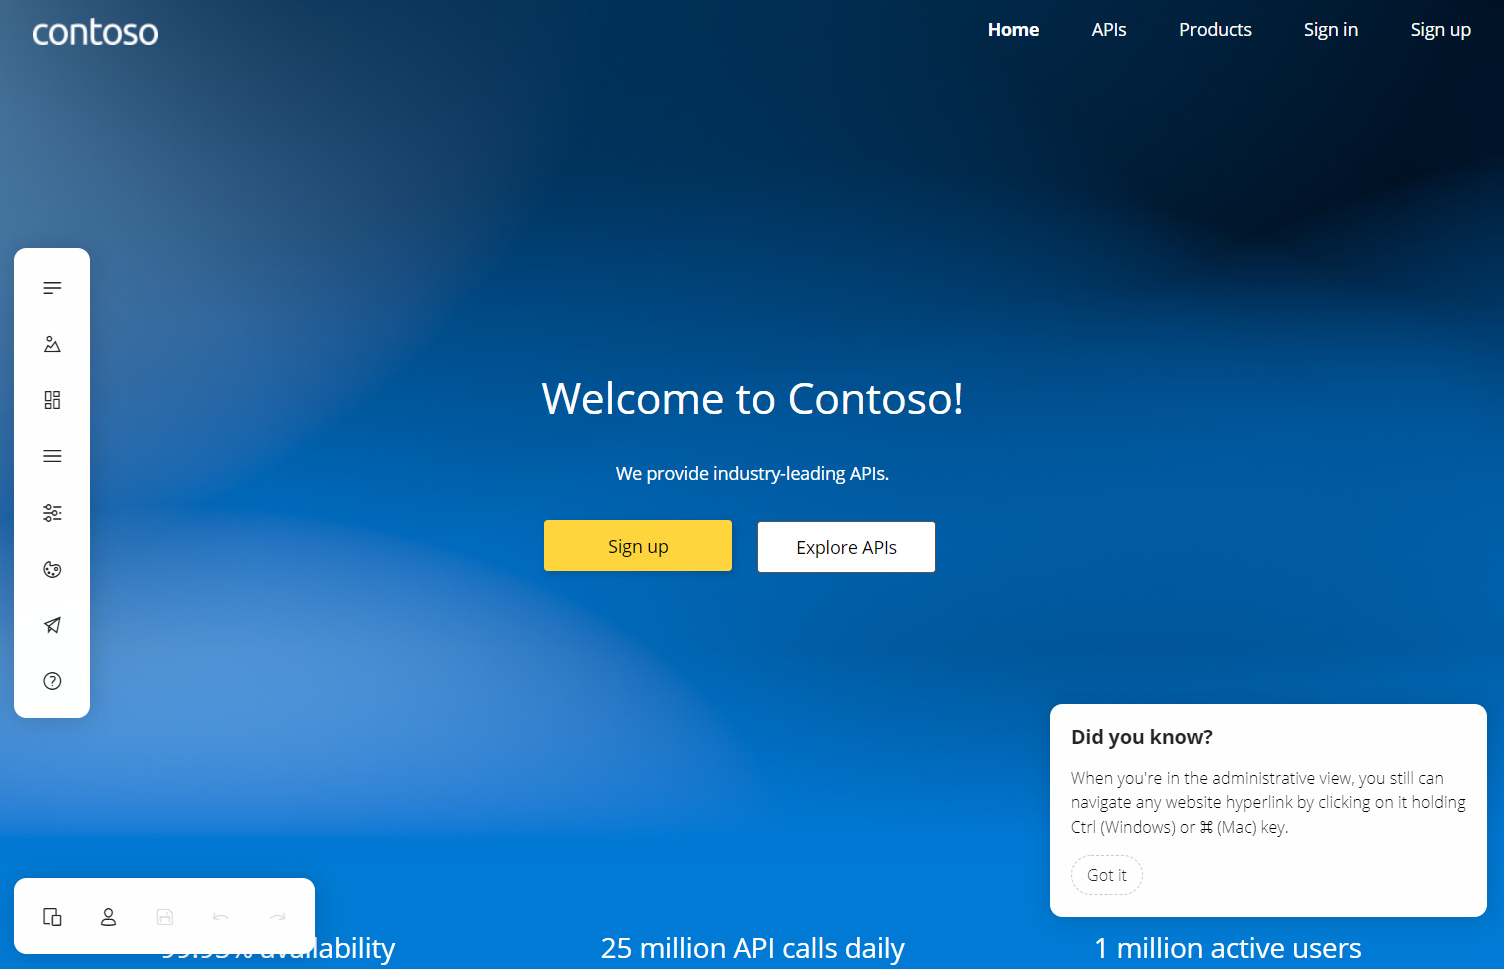 contoso
Home APIs Products Sign in Sign up
Welcome to Contoso!
We provide industry-leading APIs.
Sign up Explore APIs
Did you know?
When you're in the administrative view, you still can
navigate any website hyperlink by clicking on it holding
Ctrl (Windows) or ⌘ (Mac) key.
Got it
availability 25 million API calls daily 1 million active users